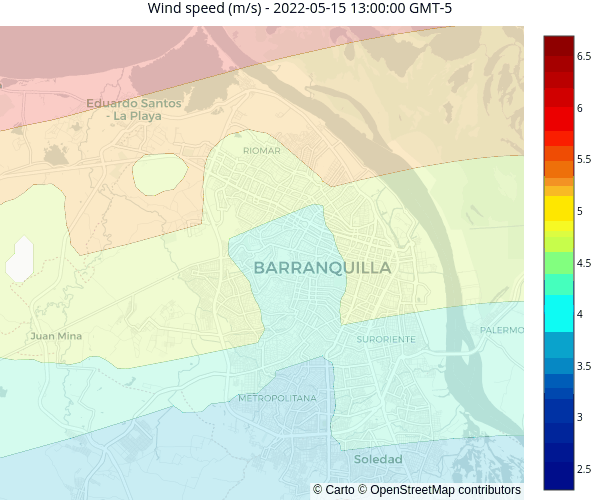 Wind speed (m/s) - 2022-05-15 13:00:00 GMT-5
Eduardo Santos
- La Playa
RIOMAR
BARRANQUILLA
Juan Mina
SURORIENTE
PALERMO
METROPOLITANA
Soledad
© Carto © OpenStreetMap contributors
6.5
6
5.5
5
4.5
4
3.5
3
2.5